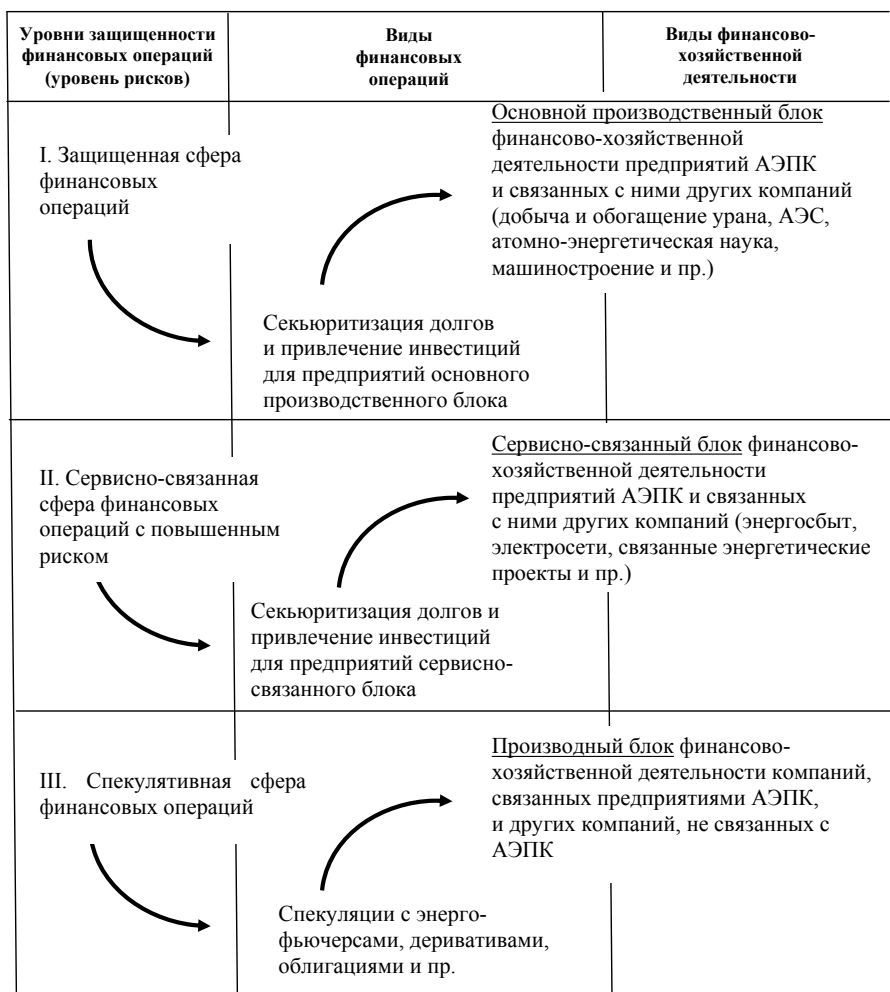 Уровни защищенности
финансовых операций
(уровень рисков)
Виды
финансовых
операций
Виды финансово-
хозяйственной
деятельности
I. Защищенная сфера
финансовых
операций
Секьюритизация долгов
и привлечение инвестиций
для предприятий основного
производственного блока
Основной производственный блок
финансово-хозяйственной
деятельности предприятий АЭПК
и связанных с ними других компаний
(добыча и обогащение урана, АЭС,
атомно-энергетическая наука,
машиностроение и пр.)
II. Сервисно-связанная
сфера финансовых
операций с повышенным
риском
Секьюритизация долгов и
привлечение инвестиций
для предприятий сервисно-
связанного блока
Сервисно-связанный блок финансово-
хозяйственной деятельности
предприятий АЭПК и связанных
с ними других компаний (энергосбыт,
электросети, связанные энергетические
проекты и пр.)
III. Спекулятивная сфера
финансовых операций
Спекуляции с энерго-
фьючерсами, деривативами,
облигациями и пр.
Производный блок финансово-
хозяйственной деятельности компаний,
связанных предприятиями АЭПК,
и других компаний, не связанных с
АЭПК